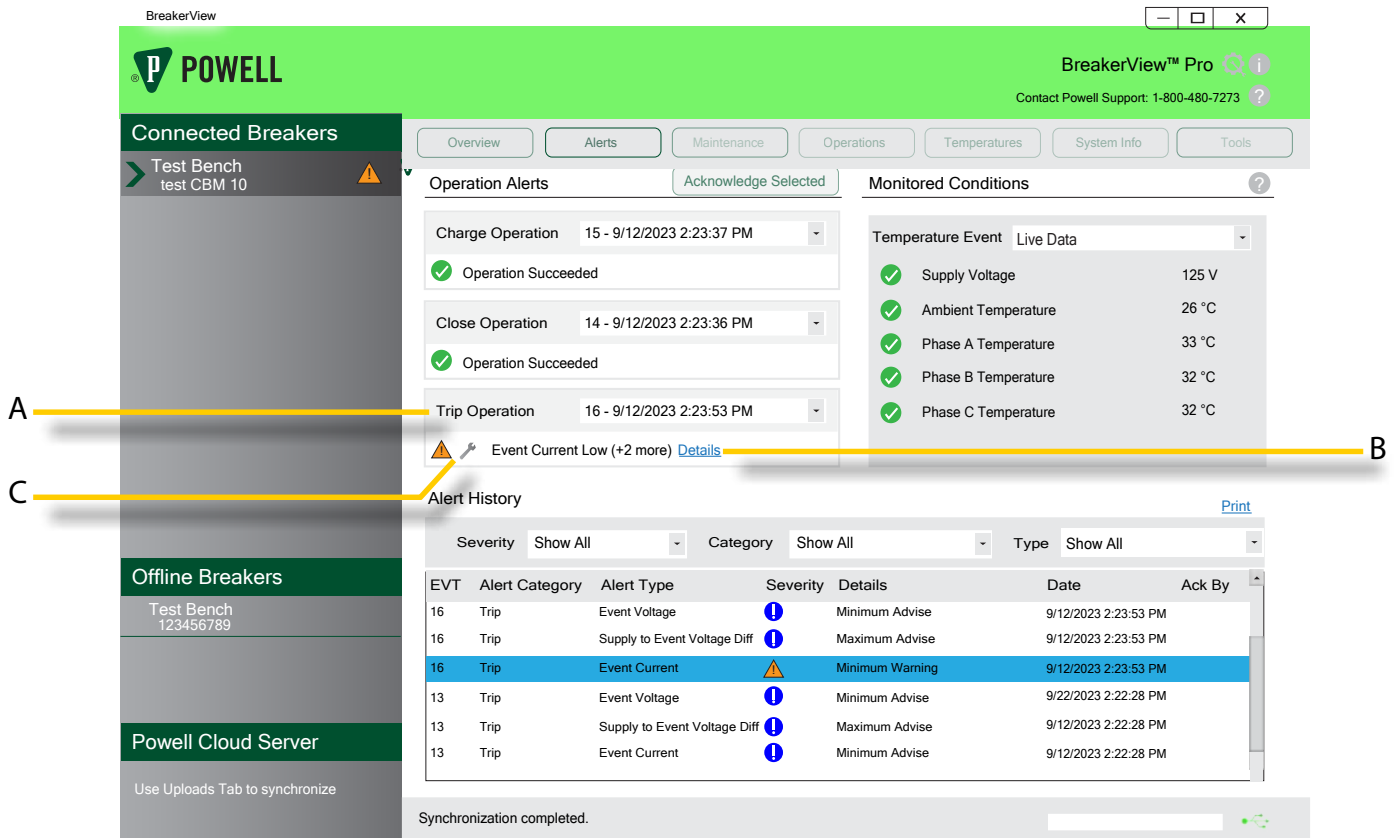 BreakerView
— X
® P POWELL
BreakerView™ Pro i
Contact Powell Support: 1-800-480-7273 ?
Connected Breakers
Test Bench
test CBM 10
Overview Alerts Maintenance Operations Temperatures System Info Tools
Operation Alerts Acknowledge Selected
Monitored Conditions ?
Charge Operation 15 - 9/12/2023 2:23:37 PM
Operation Succeeded
Close Operation 14 - 9/12/2023 2:23:36 PM
Operation Succeeded
A
Trip Operation 16 - 9/12/2023 2:23:53 PM
Event Current Low (+2 more) Details
B
C
Temperature Event Live Data
Supply Voltage 125 V
Ambient Temperature 26 °C
Phase A Temperature 33 °C
Phase B Temperature 32 °C
Phase C Temperature 32 °C
Alert History
Print
Severity Show All Category Show All Type Show All
EVT Alert Category Alert Type Severity Details Date Ack By
16 Trip Event Voltage ! Minimum Advise 9/12/2023 2:23:53 PM
16 Trip Supply to Event Voltage Diff ! Maximum Advise 9/12/2023 2:23:53 PM
16 Trip Event Current ! Minimum Warning 9/12/2023 2:23:53 PM
13 Trip Event Voltage ! Minimum Advise 9/22/2023 2:22:28 PM
13 Trip Supply to Event Voltage Diff ! Maximum Advise 9/12/2023 2:22:28 PM
13 Trip Event Current ! Minimum Advise 9/12/2023 2:22:28 PM
Offline Breakers
Test Bench
123456789
Powell Cloud Server
Use Uploads Tab to synchronize
Synchronization completed.